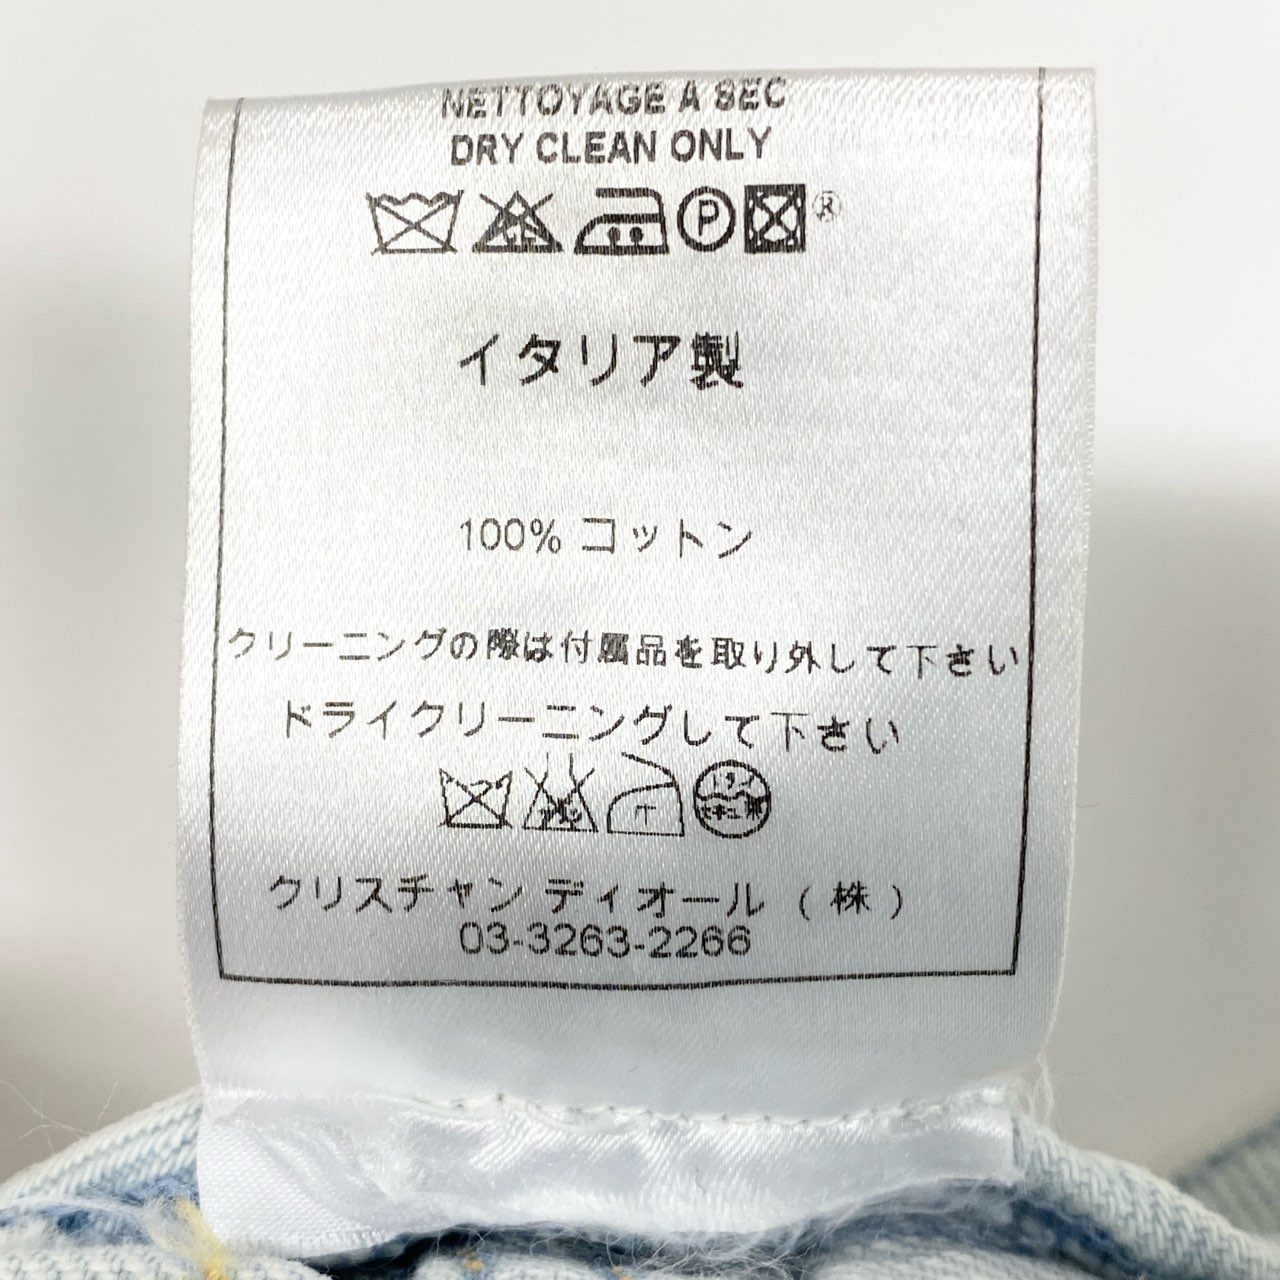 NETTOYAGE A SEC
DRY CLEAN ONLY
P ®
イタリア製
100% コットン
クリーニングの際は付属品を取り外して下さい
ドライクリーニングして下さい
ドライ
クリスチャン ディオール (株)
03-3263-2266